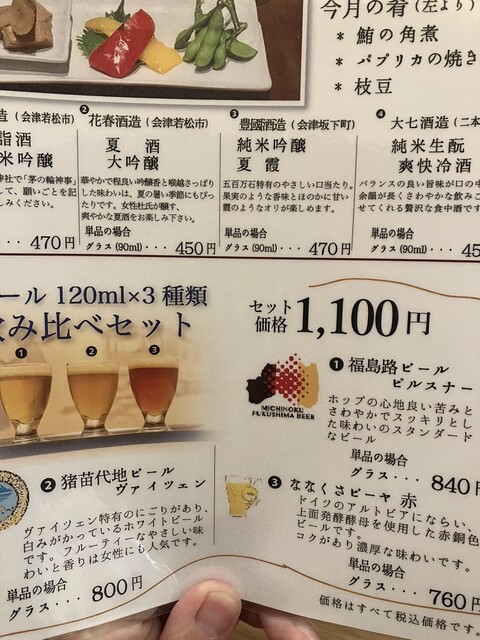 今月の肴(左より)
* 鮪の角煮
* パプリカの焼き
* 枝豆
造(会津若松市)
酒
米吟醸
神社で「茅の輪神事」
して、願いごとを記
しみください。
・・・ 470円
❷ 花春酒造(会津若松市)
夏 酒
大吟醸
華やかで程良い吟醸香と喉越さっぱり
した味わいは、夏の暑い季節にもぴっ
たりです。女性杜氏が醸す、
爽やかな夏酒をお楽しみ下さい。
単品の場合
グラス(90ml)・・・ 450円
❸ 豊國酒造(会津坂下町)
純米吟醸
夏 霞
五百万石特有のやさしい口当たり。
果実のような香味とほのかに甘い
霞のようなオリが楽しめます。
単品の場合
グラス(90ml)・・・ 470円
❹ 大七酒造(二本
純米生酛
爽快冷酒
バランスの良い旨味が口の中
余韻が長くさわやかな飲みご
せてくれる贅沢な食中酒です
単品の場合
グラス(90ml)・・・ 45
ール 120ml×3種類
み比べセット
❶ ❷ ❸
セット
価格 1,100円
MICHINOKU
FUKUSHIMA BEER
❶ 福島路ビール
ピルスナー
ホップの心地良い苦みと
さわやかでスッキリとし
た味わいのスタンダード
なビール
単品の場合
グラス・・・ 840円
❷ 猪苗代地ビール
ヴァイツェン
ヴァイツェン特有のにごりがあり、
白みがかっているホワイトビール
です。フルーティーなやさしい味
わいと香りは女性にも人気です。
単品の場合
グラス・・・ 800円
❸ ななくさビーヤ 赤
ドイツのアルトビアにならい、
上面発酵酵母を使用した赤銅色
ビールです。
コクがあり濃厚な味わいです。
単品の場合
グラス・・・ 760円
価格はすべて税込価格です。